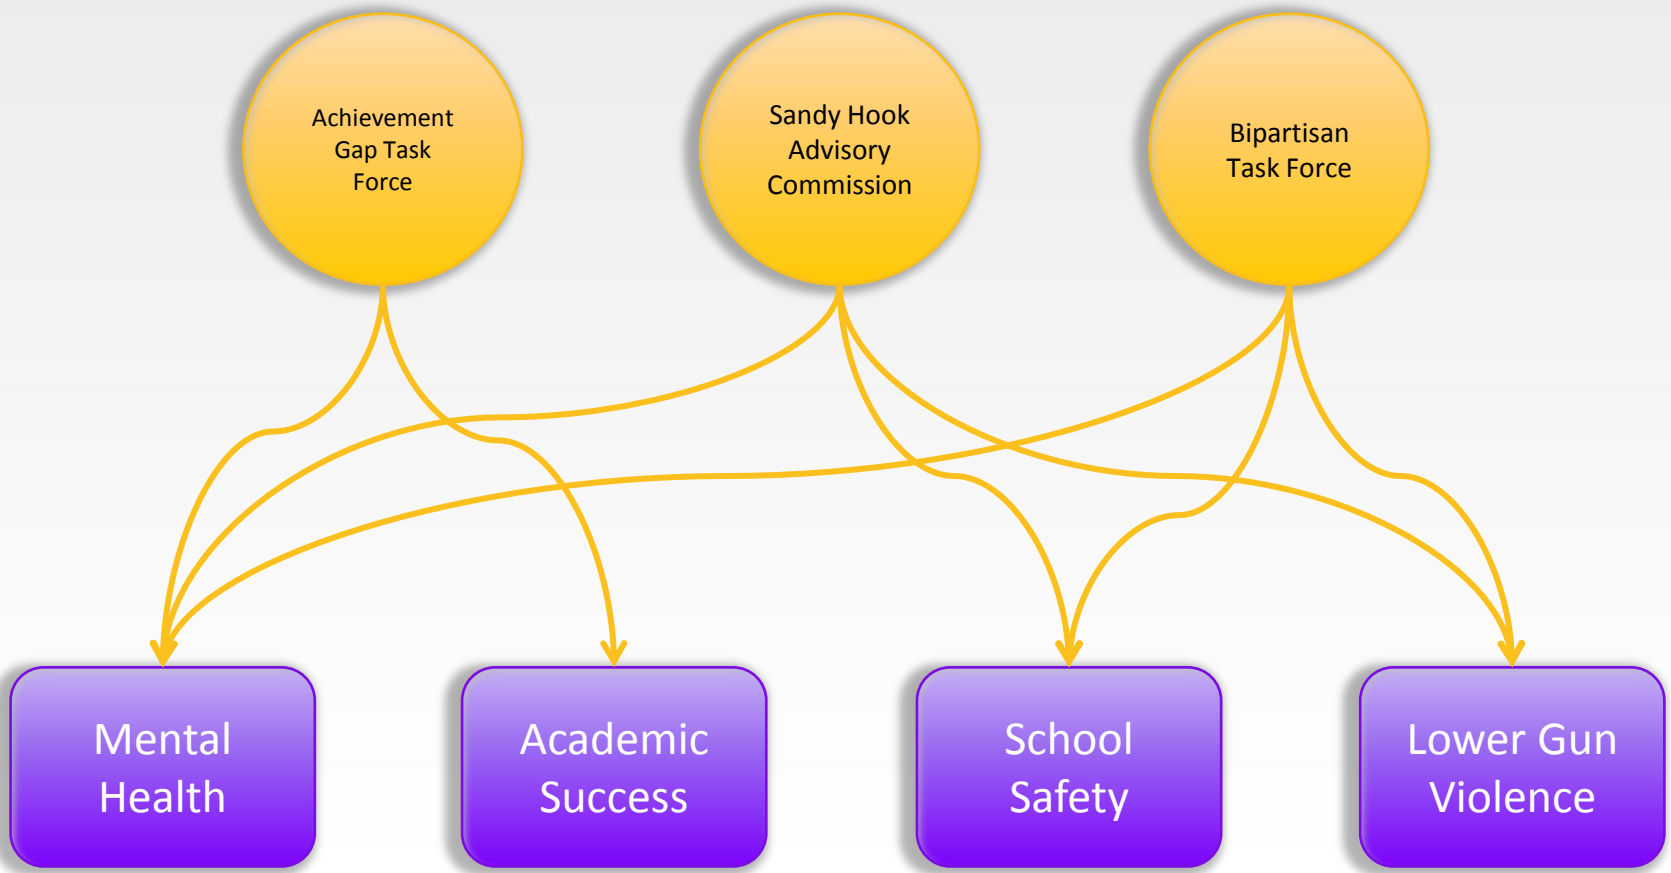 Achievement
Gap Task
Force
Sandy Hook
Advisory
Commission
Bipartisan
Task Force
Mental
Health
Academic
Success
School
Safety
Lower Gun
Violence